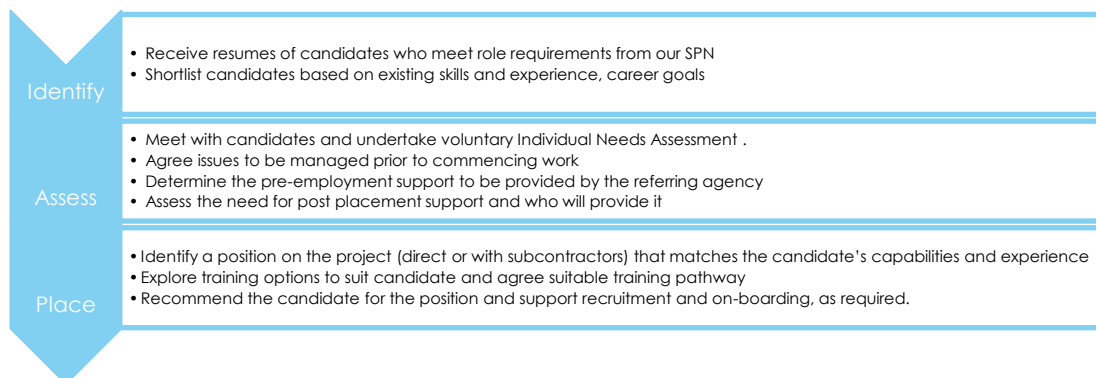 Identify
• Receive resumes of candidates who meet role requirements from our SPN
• Shortlist candidates based on existing skills and experience, career goals
Assess
• Meet with candidates and undertake voluntary Individual Needs Assessment .
• Agree issues to be managed prior to commencing work
• Determine the pre-employment support to be provided by the referring agency
• Assess the need for post placement support and who will provide it
Place
• Identify a position on the project (direct or with subcontractors) that matches the candidate's capabilities and experience
• Explore training options to suit candidate and agree suitable training pathway
• Recommend the candidate for the position and support recruitment and on-boarding, as required.